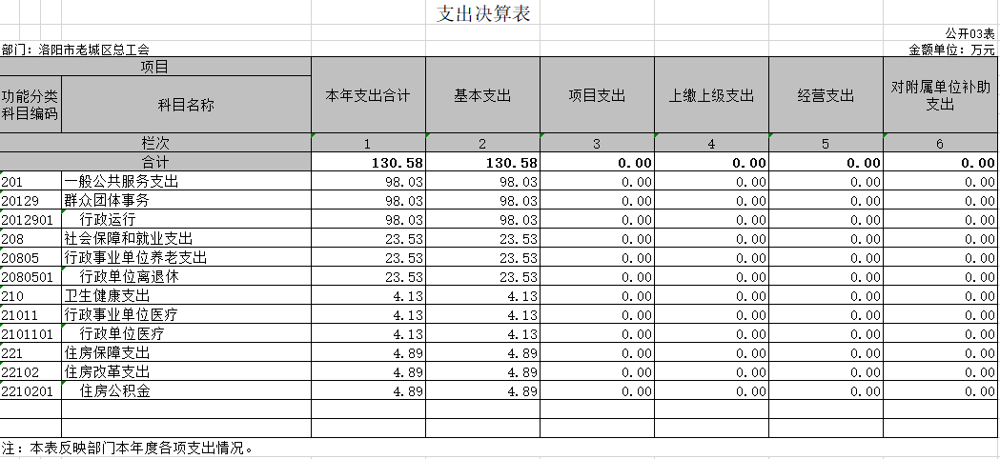 支出决算表
公开03表
部门：洛阳市老城区总工会 金额单位：万元
项目 本年支出合计 基本支出 项目支出 上缴上级支出 经营支出 对附属单位补助支出
功能分类科目编码 科目名称
栏次 1 2 3 4 5 6
合计 130.58 130.58 0.00 0.00 0.00 0.00
201 一般公共服务支出 98.03 98.03 0.00 0.00 0.00 0.00
20129 群众团体事务 98.03 98.03 0.00 0.00 0.00 0.00
2012901 行政运行 98.03 98.03 0.00 0.00 0.00 0.00
208 社会保障和就业支出 23.53 23.53 0.00 0.00 0.00 0.00
20805 行政事业单位养老支出 23.53 23.53 0.00 0.00 0.00 0.00
2080501 行政单位离退休 23.53 23.53 0.00 0.00 0.00 0.00
210 卫生健康支出 4.13 4.13 0.00 0.00 0.00 0.00
21011 行政事业单位医疗 4.13 4.13 0.00 0.00 0.00 0.00
2101101 行政单位医疗 4.13 4.13 0.00 0.00 0.00 0.00
221 住房保障支出 4.89 4.89 0.00 0.00 0.00 0.00
22102 住房改革支出 4.89 4.89 0.00 0.00 0.00 0.00
2210201 住房公积金 4.89 4.89 0.00 0.00 0.00 0.00
注：本表反映部门本年度各项支出情况。